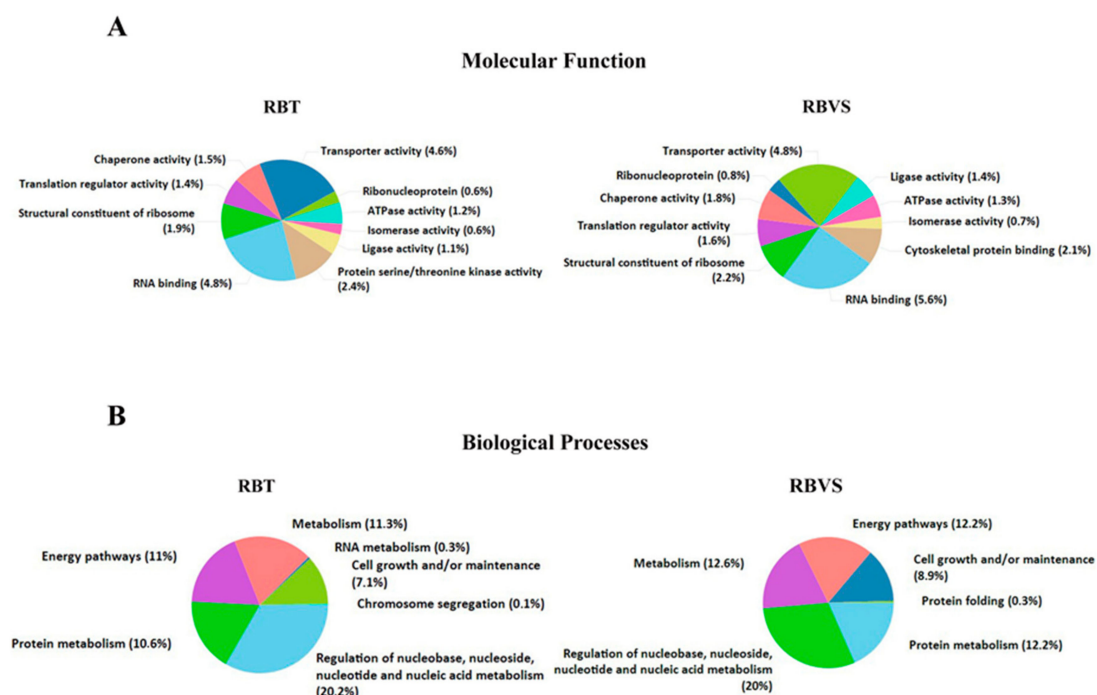 A
Molecular Function
RBT
Transporter activity (4.6%)
Chaperone activity (1.5%)
Translation regulator activity (1.4%)
Structural constituent of ribosome
(1.9%)
RNA binding (4.8%)
Ribonucleoprotein (0.6%)
ATPase activity (1.2%)
Isomerase activity (0.6%)
Ligase activity (1.1%)
Protein serine/threonine kinase activity
(2.4%)
RBVS
Transporter activity (4.8%)
Ribonucleoprotein (0.8%)
Chaperone activity (1.8%)
Translation regulator activity
(1.6%)
Structural constituent of ribosome
(2.2%)
Ligase activity (1.4%)
ATPase activity (1.3%)
Isomerase activity (0.7%)
Cytoskeletal protein binding (2.1%)
RNA binding (5.6%)
B
Biological Processes
RBT
Metabolism (11.3%)
RNA metabolism (0.3%)
Cell growth and/or maintenance
(7.1%)
Chromosome segregation (0.1%)
Energy pathways (11%)
Protein metabolism (10.6%)
Regulation of nucleobase, nucleoside,
nucleotide and nucleic acid metabolism
(20.2%)
RBVS
Energy pathways (12.2%)
Metabolism (12.6%)
Cell growth and/or maintenance
(8.9%)
Protein folding (0.3%)
Protein metabolism (12.2%)
Regulation of nucleobase, nucleoside,
nucleotide and nucleic acid metabolism
(20%)